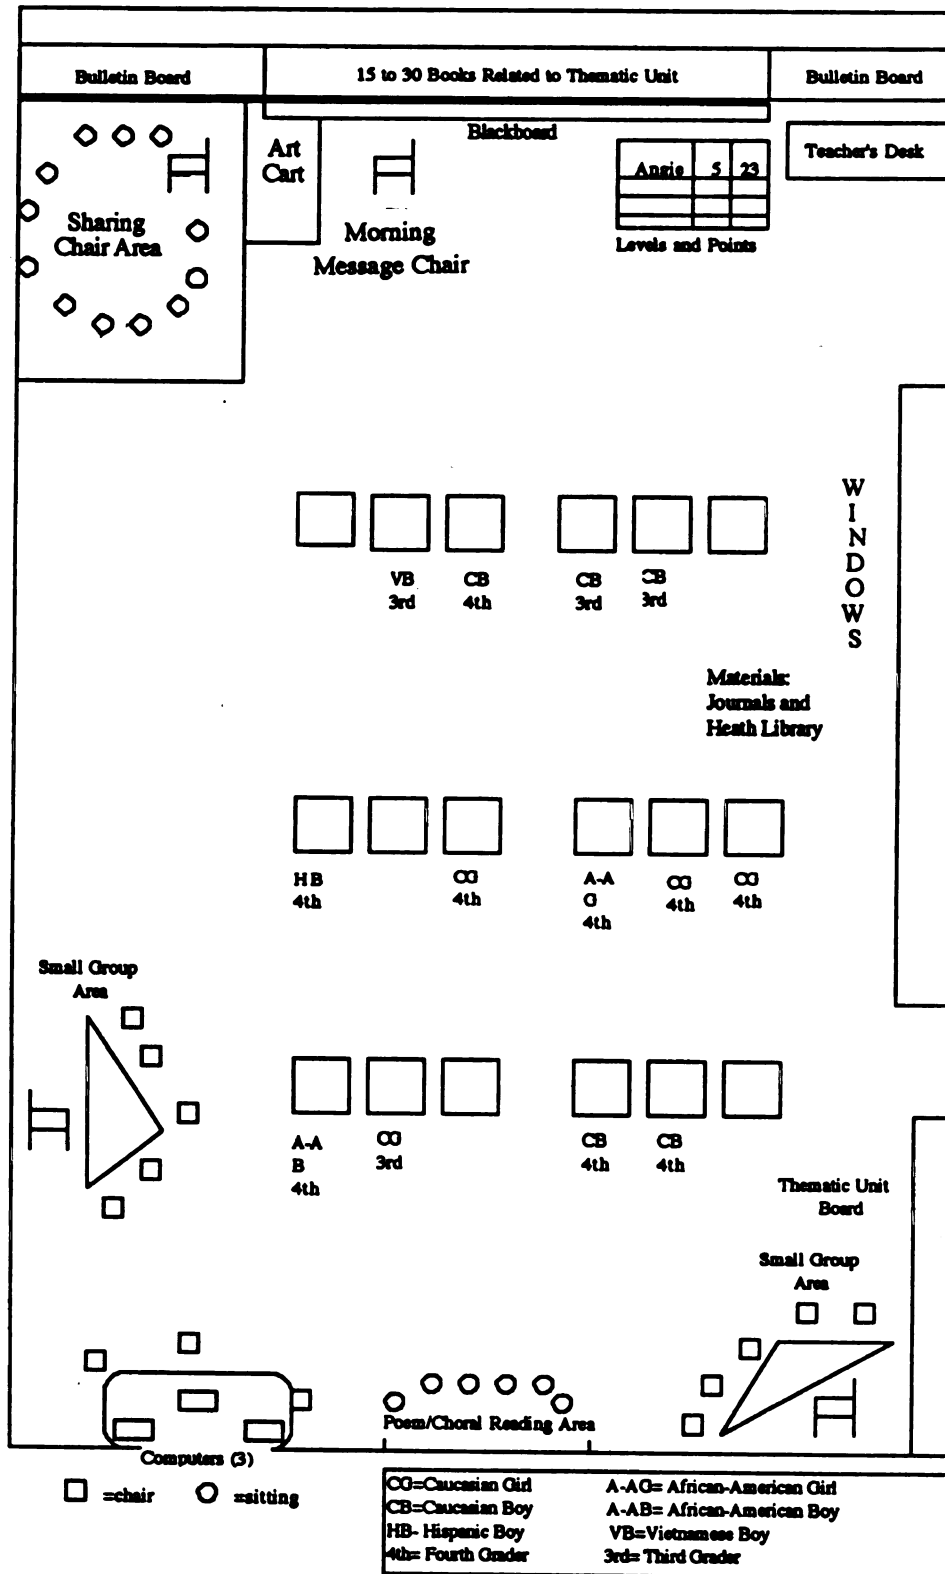 Bulletin Board
15 to 30 Books Related to Thematic Unit
Bulletin Board
Blackboard
Art
Cart
Angie 5 23
Teacher's Desk
Sharing
Chair Area
Morning
Message Chair
Levels and Points
WINDOWS
VB
3rd
CB
4th
CB
3rd
CB
3rd
Materials:
Journals and
Heath Library
HB
4th
CG
4th
A-A
G
4th
CG
4th
CG
4th
Small Group
Area
A-A
B
4th
CG
3rd
CB
4th
CB
4th
Thematic Unit
Board
Small Group
Area
Poem/Choral Reading Area
Computers (3)
=chair =sitting
CG=Caucasian Girl A-AG= African-American Girl
CB=Caucasian Boy A-AB= African-American Boy
HB- Hispanic Boy VB=Vietnamese Boy
4th= Fourth Grader 3rd= Third Grader